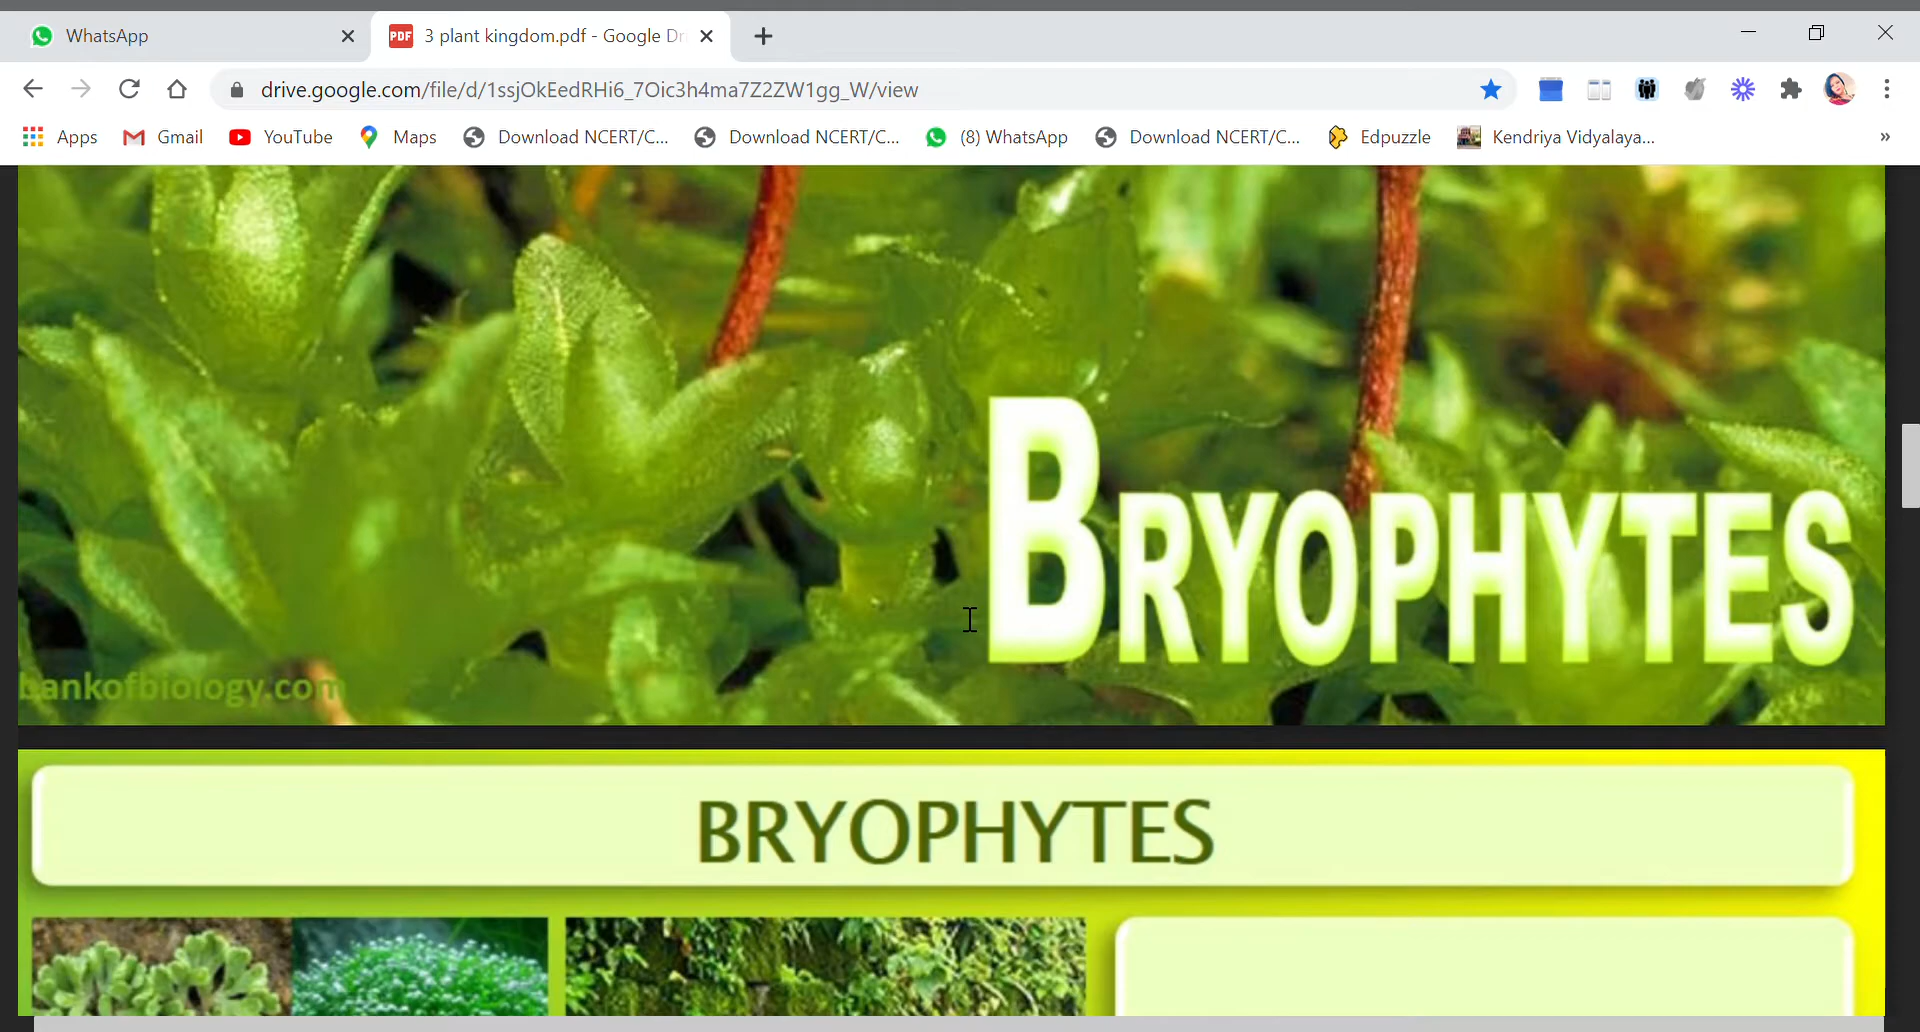 WhatsApp
3 plant kingdom.pdf - Google Dr
drive.google.com/file/d/1ssjOkEedRHi6_7Oic3h4ma7Z2ZW1gg_W/view
Apps Gmail YouTube Maps Download NCERT/C... Download NCERT/C... (8) WhatsApp Download NCERT/C... Edpuzzle Kendriya Vidyalaya... »
BRYOPHYTES
bankofbiology.com
BRYOPHYTES